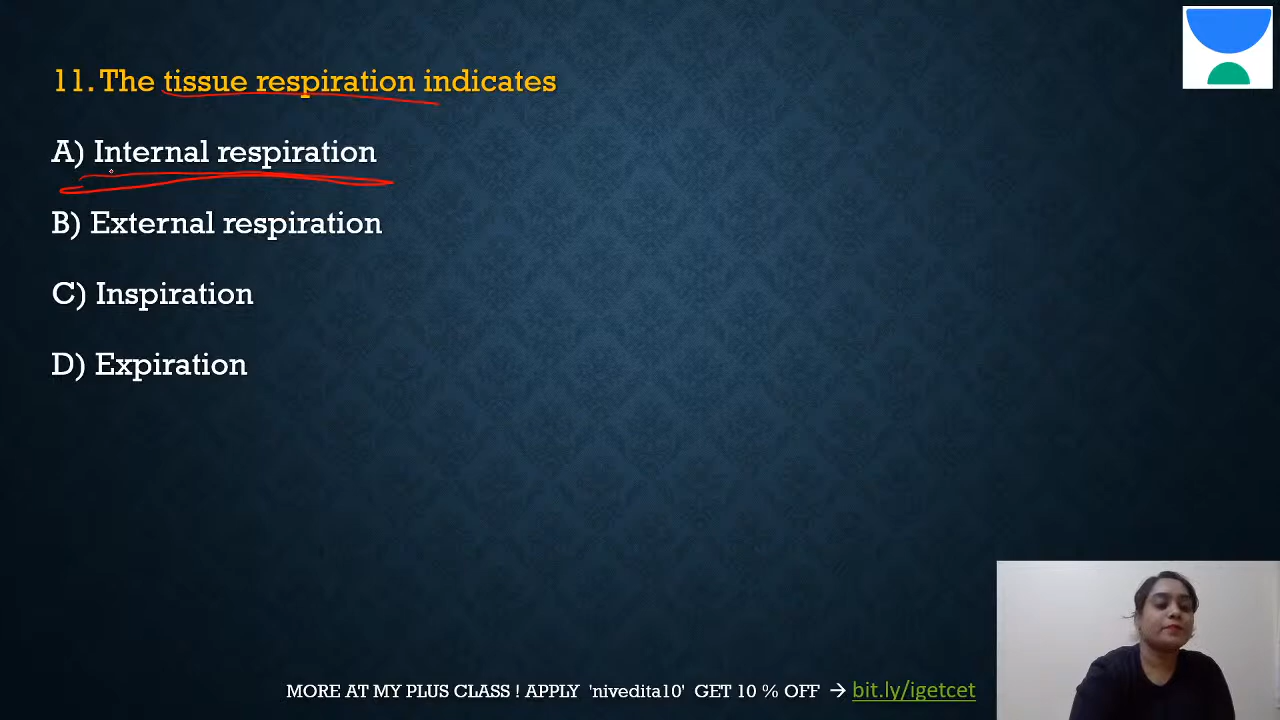 11. The tissue respiration indicates
A) Internal respiration
B) External respiration
C) Inspiration
D) Expiration
MORE AT MY PLUS CLASS ! APPLY 'nivedita10' GET 10 % OFF → bit.ly/igetcet